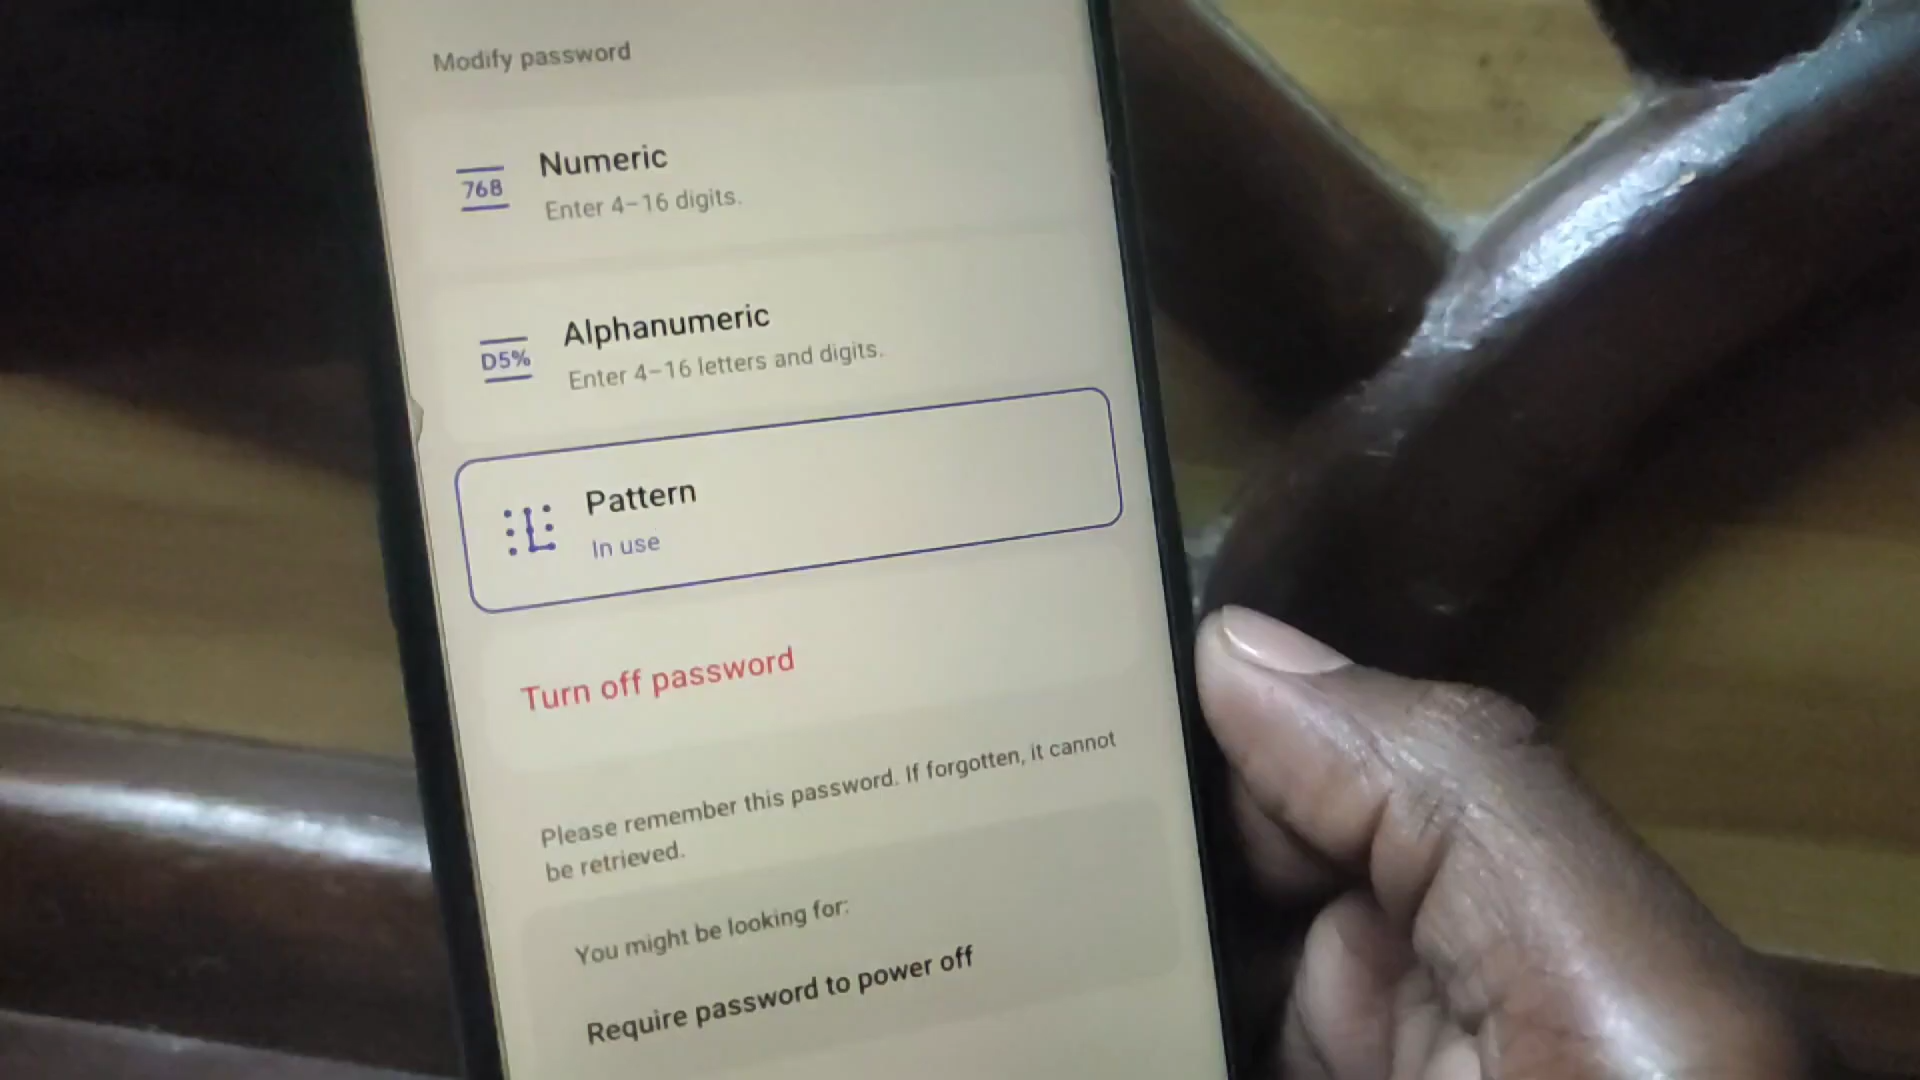 Modify password
768
Numeric
Enter 4–16 digits.
D5%
Alphanumeric
Enter 4–16 letters and digits.
Pattern
In use
Turn off password
Please remember this password. If forgotten, it cannot
be retrieved.
You might be looking for:
Require password to power off